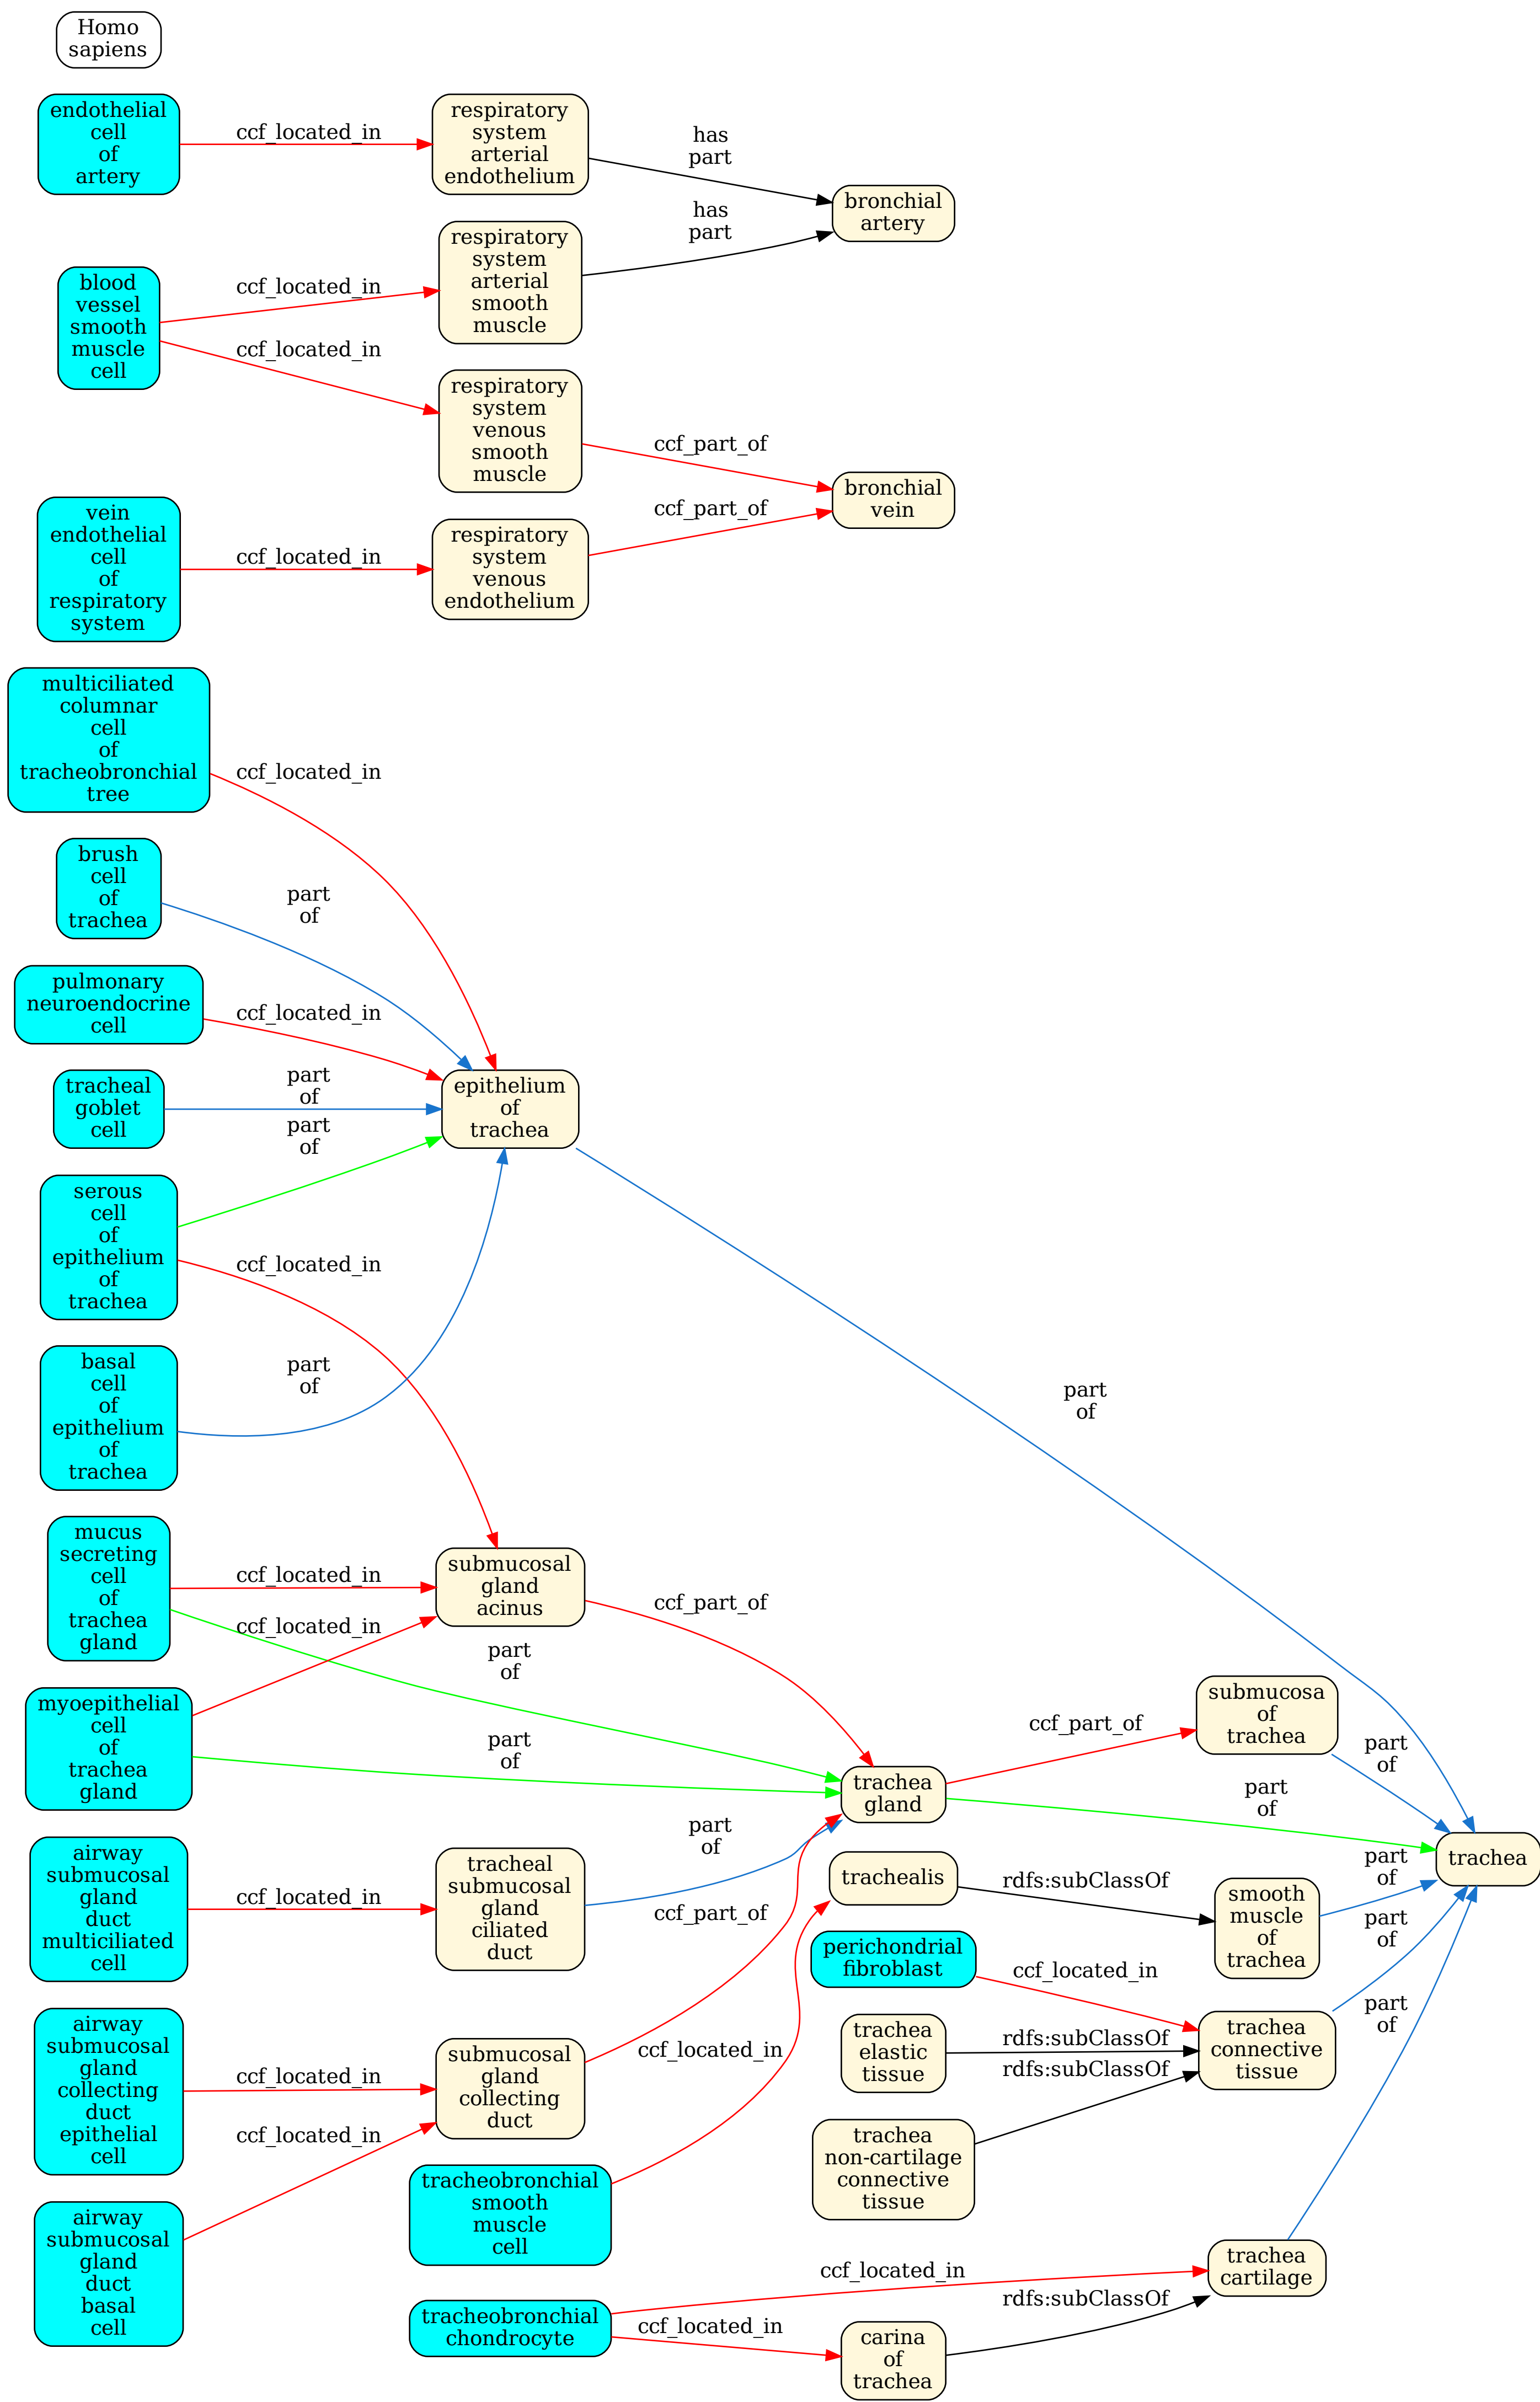 Homo
sapiens
endothelial
cell
of
artery
ccf_located_in
respiratory
system
arterial
endothelium
has
part
bronchial
artery
blood
vessel
smooth
muscle
cell
ccf_located_in
ccf_located_in
respiratory
system
arterial
smooth
muscle
has
part
respiratory
system
venous
smooth
muscle
ccf_part_of
bronchial
vein
vein
endothelial
cell
of
respiratory
system
ccf_located_in
respiratory
system
venous
endothelium
ccf_part_of
multiciliated
columnar
cell
of
tracheobronchial
tree
ccf_located_in
brush
cell
of
trachea
part
of
pulmonary
neuroendocrine
cell
ccf_located_in
tracheal
goblet
cell
part
of
part
of
epithelium
of
trachea
serous
cell
of
epithelium
of
trachea
ccf_located_in
basal
cell
of
epithelium
of
trachea
part
of
part
of
mucus
secreting
cell
of
trachea
gland
ccf_located_in
ccf_located_in
submucosal
gland
acinus
ccf_part_of
part
of
myoepithelial
cell
of
trachea
gland
part
of
trachea
gland
ccf_part_of
submucosa
of
trachea
part
of
part
of
trachea
airway
submucosal
gland
duct
multiciliated
cell
ccf_located_in
tracheal
submucosal
gland
ciliated
duct
part
of
ccf_part_of
trachealis
rdfs:subClassOf
smooth
muscle
of
trachea
part
of
perichondrial
fibroblast
ccf_located_in
part
of
airway
submucosal
gland
collecting
duct
epithelial
cell
ccf_located_in
submucosal
gland
collecting
duct
ccf_located_in
trachea
elastic
tissue
rdfs:subClassOf
rdfs:subClassOf
trachea
connective
tissue
part
of
ccf_located_in
trachea
non-cartilage
connective
tissue
airway
submucosal
gland
duct
basal
cell
tracheobronchial
smooth
muscle
cell
tracheobronchial
chondrocyte
ccf_located_in
ccf_located_in
trachea
cartilage
rdfs:subClassOf
carina
of
trachea